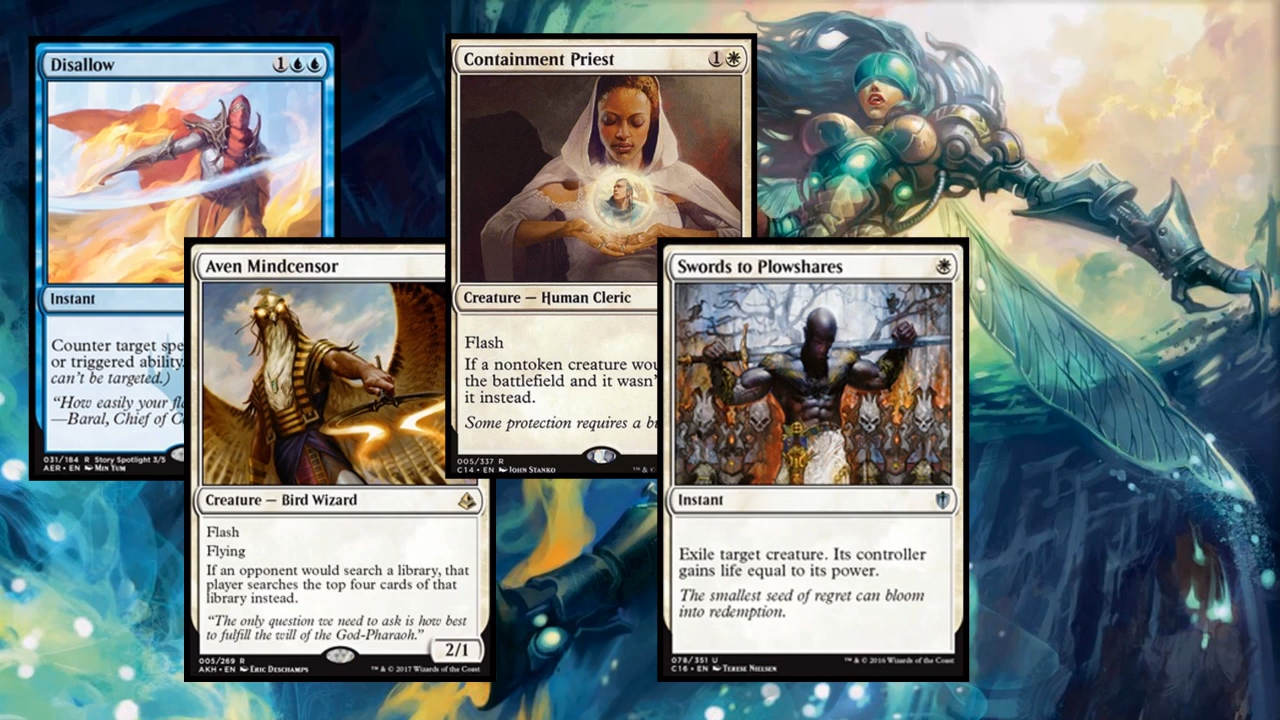 Disallow 1
Instant
Counter target spe
or triggered ability.
can't be targeted.)
"How easily your fl
—Baral, Chief of C
031/184 R Story Spotlight 3/5
AER • EN Min Yum
Aven Mindcensor
Creature — Bird Wizard
Flash
Flying
If an opponent would search a library, that
player searches the top four cards of that
library instead.
"The only question we need to ask is how best
to fulfill the will of the God-Pharaoh."
2/1
005/269 R
AKH • EN Eric Deschamps ™ & © 2017 Wizards of the Coast
Containment Priest 1
Creature — Human Cleric
Flash
If a nontoken creature wou
the battlefield and it wasn'
it instead.
Some protection requires a
005/337 R
C14 • EN John Stanko ™ & ©
Swords to Plowshares
Instant
Exile target creature. Its controller
gains life equal to its power.
The smallest seed of regret can bloom
into redemption.
078/351 U
C16 • EN Terese Nielsen ™ & © 2016 Wizards of the Coast